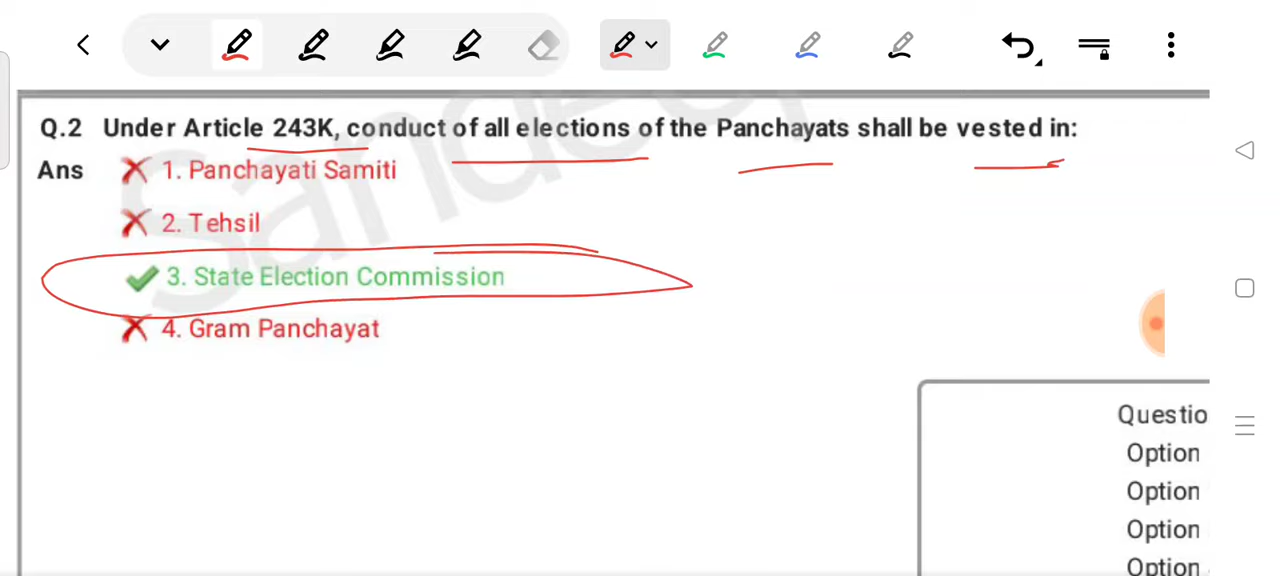 Q.2 Under Article 243K, conduct of all elections of the Panchayats shall be vested in:
Ans 1. Panchayati Samiti
2. Tehsil
3. State Election Commission
4. Gram Panchayat
Questio
Option
Option
Option
Option